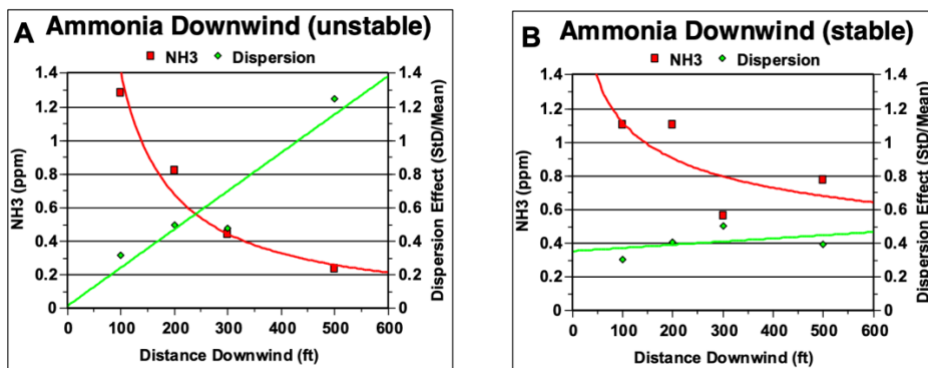 A Ammonia Downwind (unstable)
NH3 Dispersion
1.4 1.4
1.2 1.2
1 1
0.8 0.8
0.6 0.6
0.4 0.4
0.2 0.2
0 0
0 100 200 300 400 500 600
NH3 (ppm)
Dispersion Effect (StD/Mean)
Distance Downwind (ft)
B Ammonia Downwind (stable)
NH3 Dispersion
1.4 1.4
1.2 1.2
1 1
0.8 0.8
0.6 0.6
0.4 0.4
0.2 0.2
0 0
0 100 200 300 400 500 600
NH3 (ppm)
Dispersion Effect (StD/Mean)
Distance Downwind (ft)